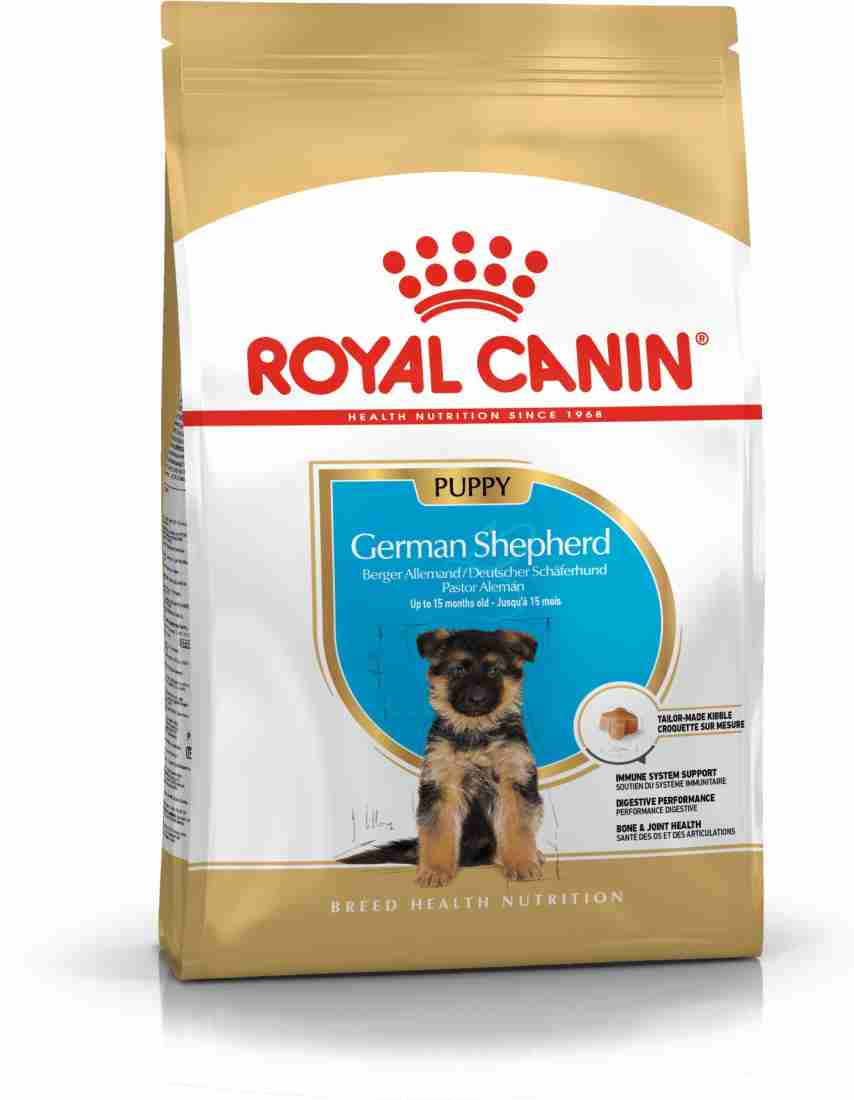 ROYAL CANIN®
HEALTH NUTRITION SINCE 1968
PUPPY
German Shepherd
Berger Allemand/Deutscher Schäferhund
Pastor Alemán
Up to 15 months old - Jusqu'à 15 mois
TAILOR-MADE KIBBLE
CROQUETTE SUR MESURE
IMMUNE SYSTEM SUPPORT
SOUTIEN DU SYSTÈME IMMUNITAIRE
DIGESTIVE PERFORMANCE
PERFORMANCE DIGESTIVE
BONE & JOINT HEALTH
SANTÉ DES OS ET DES ARTICULATIONS
BREED HEALTH NUTRITION